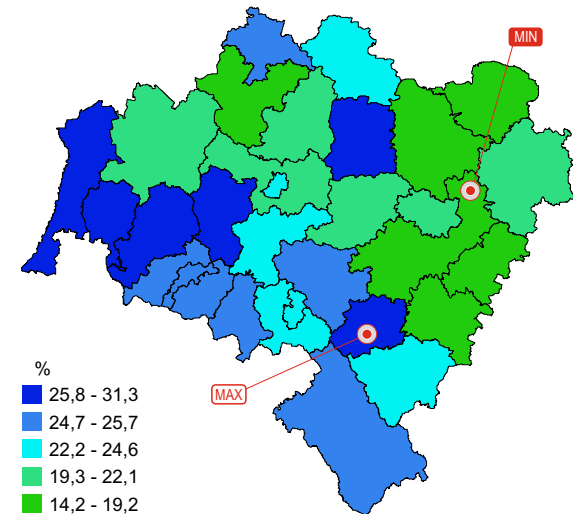 MIN
MAX
%
25,8 - 31,3
24,7 - 25,7
22,2 - 24,6
19,3 - 22,1
14,2 - 19,2